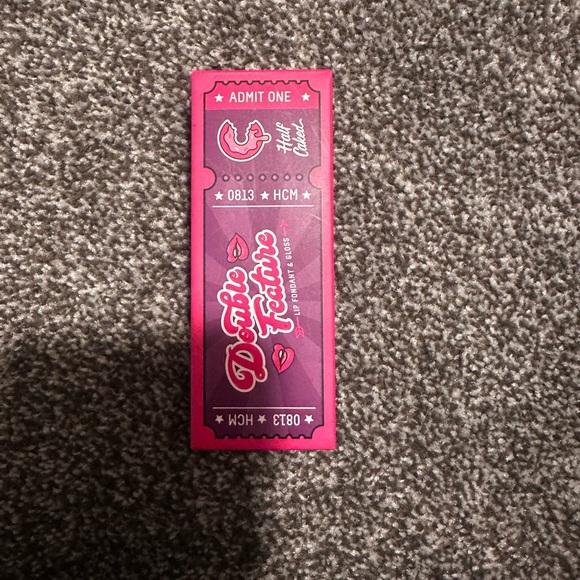 ★ ADMIT ONE ★
Half
Caked
★ 0813 ★ HCM ★
Double
Feature
LIP FONDANT & GLOSS
★ 0813 ★ HCM ★